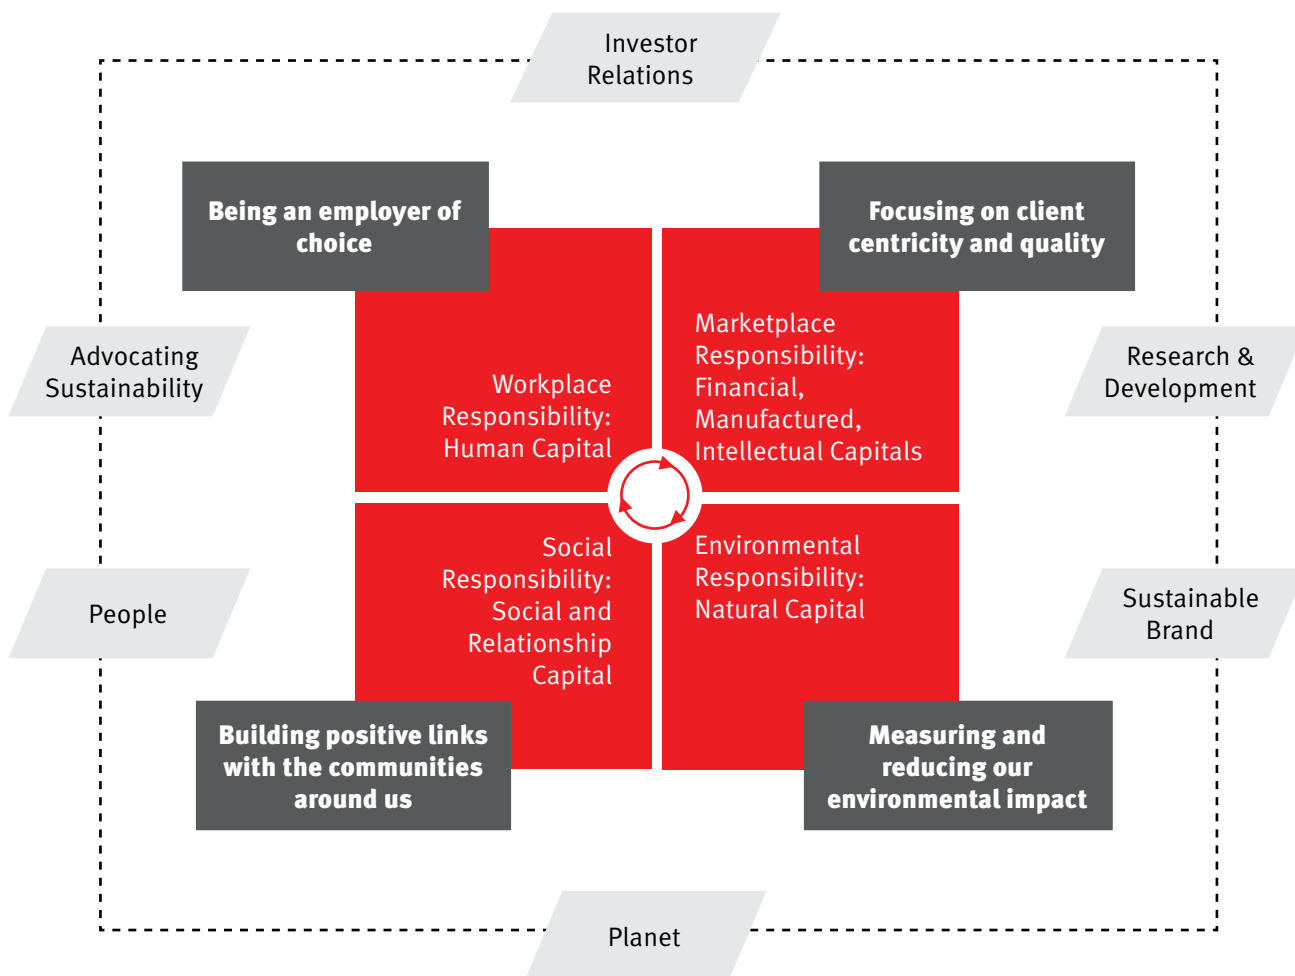 Investor
Relations
Being an employer of
choice
Focusing on client
centricity and quality
Advocating
Sustainability
Workplace
Responsibility:
Human Capital
Marketplace
Responsibility:
Financial,
Manufactured,
Intellectual Capitals
Research &
Development
People
Social
Responsibility:
Social and
Relationship
Capital
Environmental
Responsibility:
Natural Capital
Sustainable
Brand
Building positive links
with the communities
around us
Measuring and
reducing our
environmental impact
Planet